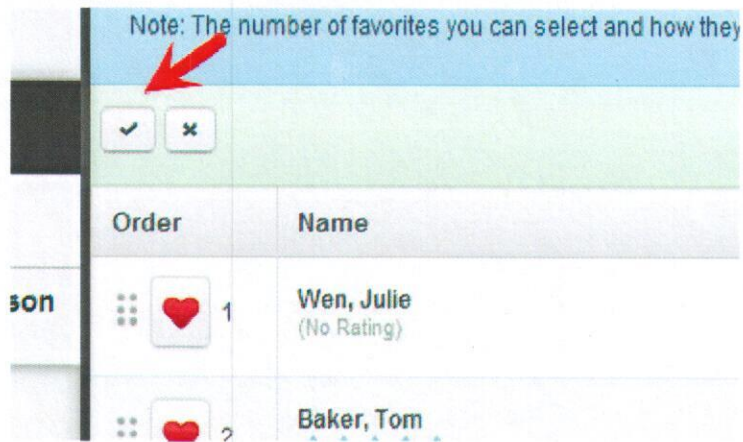 Note: The number of favorites you can select and how they
Order Name
son
1 Wen, Julie
(No Rating)
2 Baker, Tom